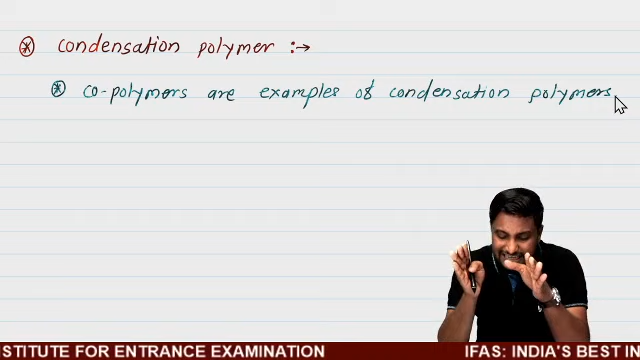 * condensation polymer :→
* co-polymers are examples of condensation polymers,
STITUTE FOR ENTRANCE EXAMINATION IFAS: INDIA'S BEST IN